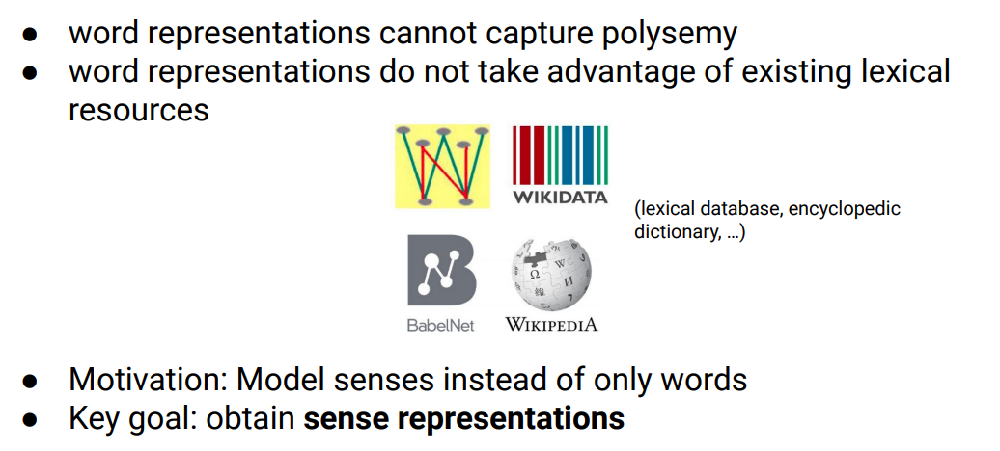 ● word representations cannot capture polysemy
● word representations do not take advantage of existing lexical
resources
WIKIDATA
(lexical database, encyclopedic
dictionary, …)
BabelNet
WIKIPEDIA
● Motivation: Model senses instead of only words
● Key goal: obtain sense representations